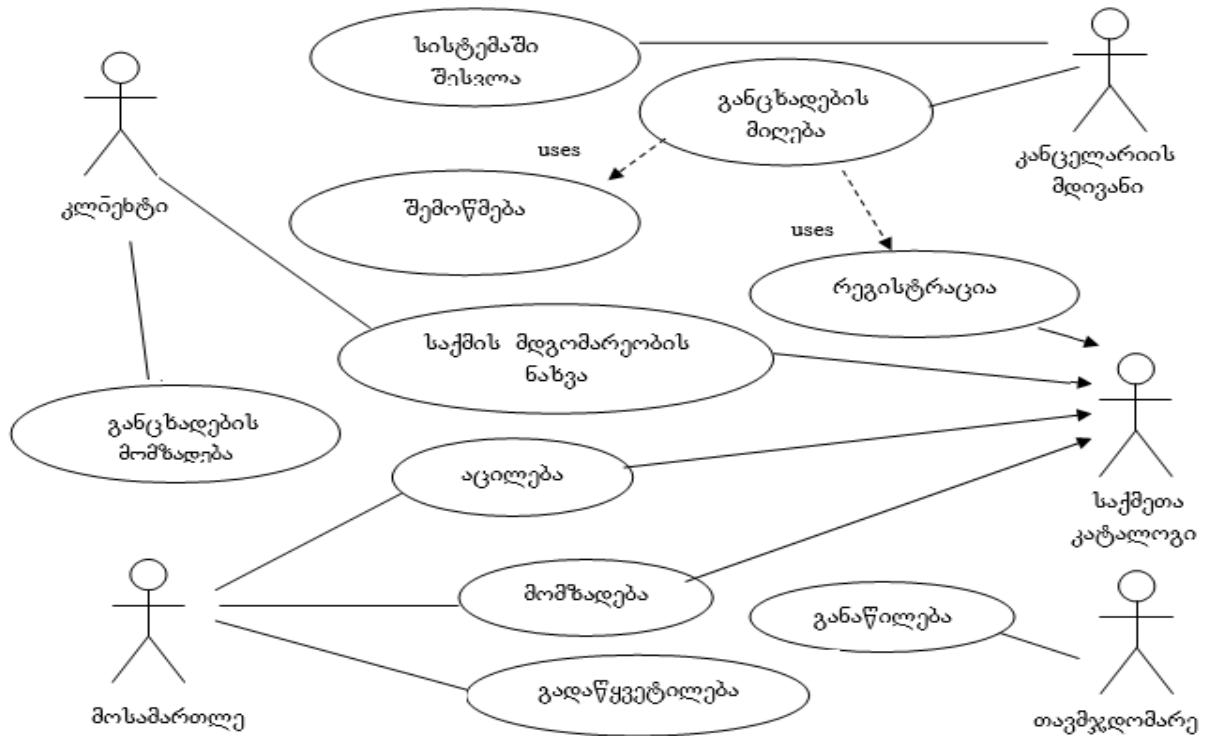 სისტემაში
შესვლა
განცხადების
მიღება
კანცელარიის
მდივანი
uses
კლიენტი
შემოწმება
uses
რეგისტრაცია
საქმის მდგომარეობის
ნახვა
განცხადების
მომზადება
აცილება
საქმეთა
კატალოგი
მომზადება
განაწილება
გადაწყვეტილება
მოსამართლე
თავმჯდომარე